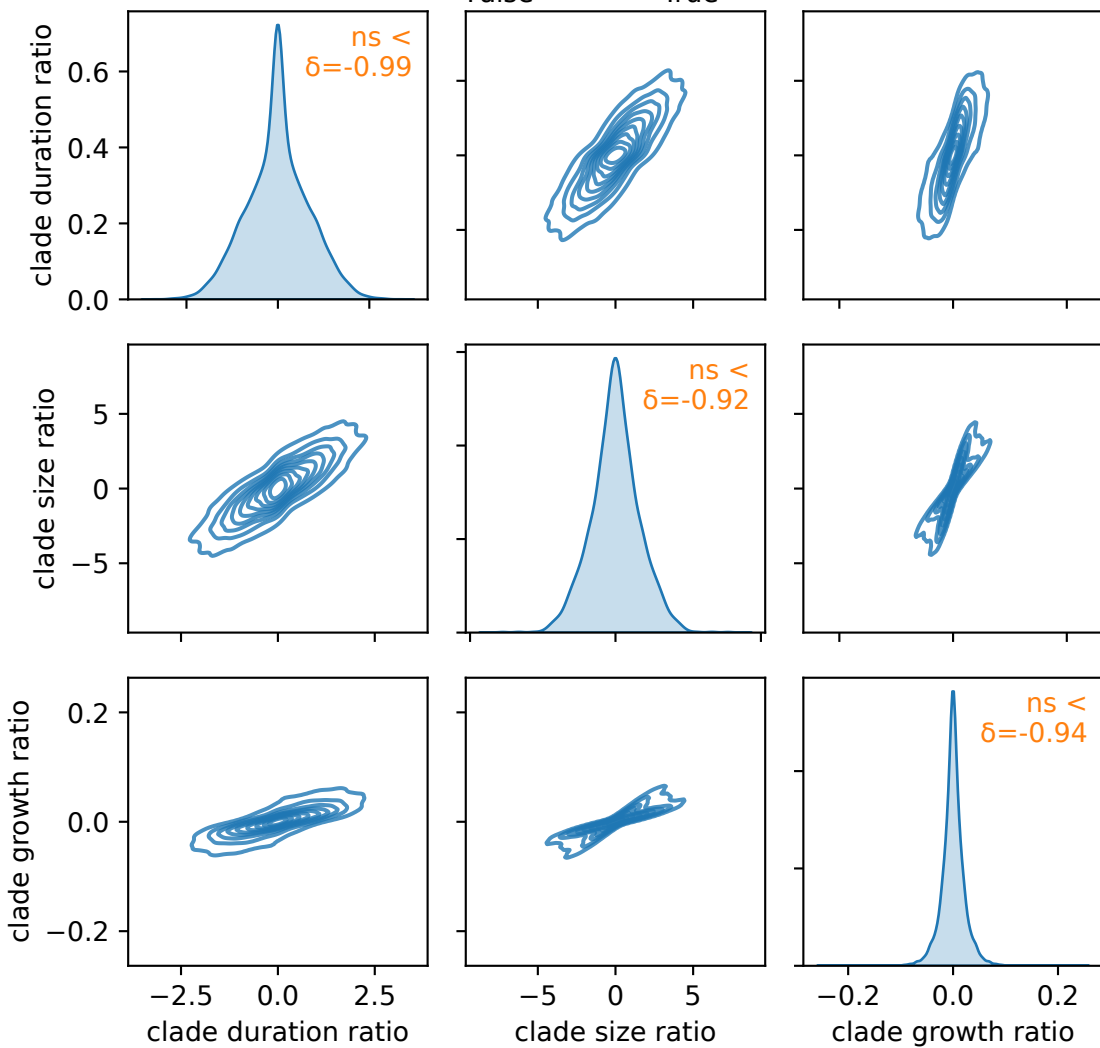 clade duration ratio
0.6
0.4
0.2
0.0
ns <
δ=-0.99
clade size ratio
5
0
−5
ns <
δ=-0.92
clade growth ratio
0.2
0.0
−0.2
ns <
δ=-0.94
−2.5 0.0 2.5
−5 0 5
−0.2 0.0 0.2
clade duration ratio
clade size ratio
clade growth ratio